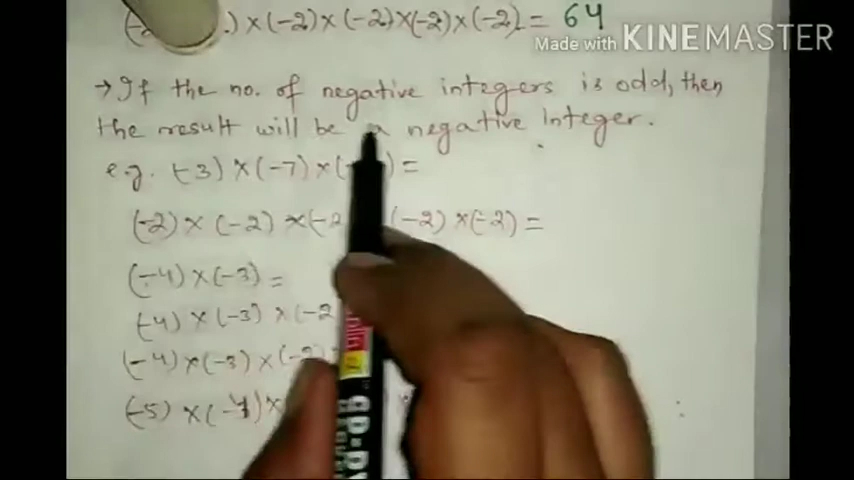 ×(-2)×(-2)×(-2)×(-2) = 64
Made with KINEMASTER
→ If the no. of negative integers is odd, then
the result will be a negative integer.
e.g. (-3) × (-7) × ( ) =
(-2) × (-2) × (-2 (-2) × (-2) =
(-4) × (-3) =
(-4) × (-3) × (-2
(-4) × (-3) × (-2)
(-5) × ( ) ×